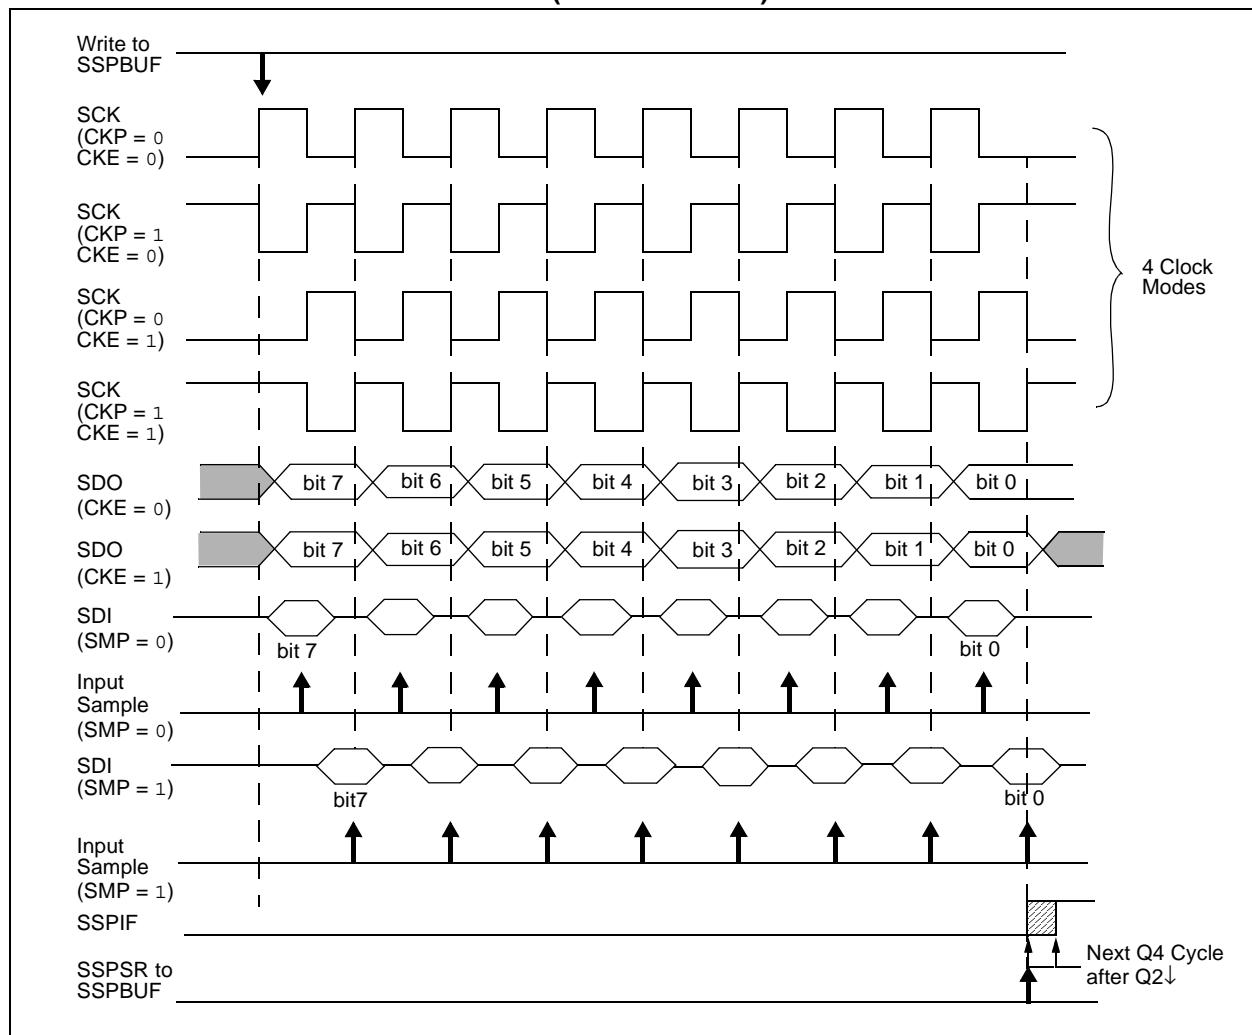 Write to
SSPBUF
SCK
(CKP = 0
CKE = 0)
SCK
(CKP = 1
CKE = 0)
SCK
(CKP = 0
CKE = 1)
SCK
(CKP = 1
CKE = 1)
4 Clock
Modes
SDO
(CKE = 0)
bit 7 bit 6 bit 5 bit 4 bit 3 bit 2 bit 1 bit 0
SDO
(CKE = 1)
bit 7 bit 6 bit 5 bit 4 bit 3 bit 2 bit 1 bit 0
SDI
(SMP = 0)
bit 7 bit 0
Input
Sample
(SMP = 0)
SDI
(SMP = 1)
bit7 bit 0
Input
Sample
(SMP = 1)
SSPIF
SSPSR to
SSPBUF
Next Q4 Cycle
after Q2↓